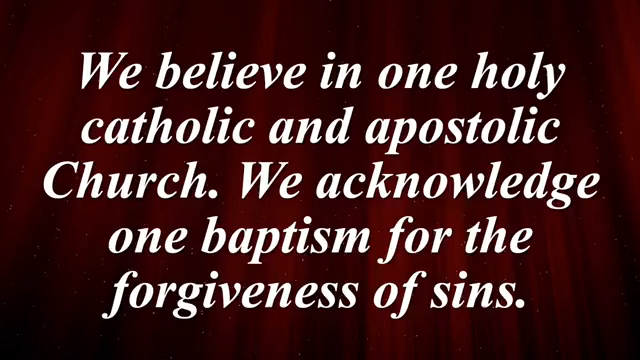 We believe in one holy
catholic and apostolic
Church. We acknowledge
one baptism for the
forgiveness of sins.